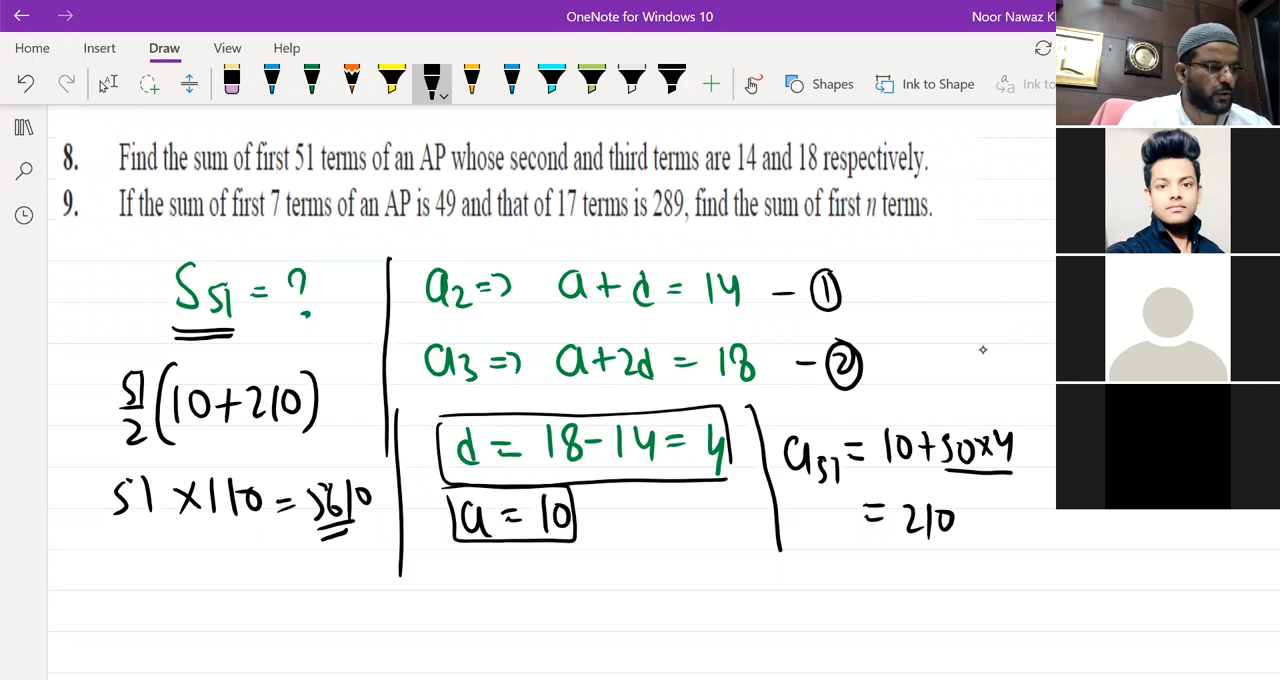 OneNote for Windows 10
Noor Nawaz K
Home Insert Draw View Help
Shapes Ink to Shape Ink to
8. Find the sum of first 51 terms of an AP whose second and third terms are 14 and 18 respectively.
9. If the sum of first 7 terms of an AP is 49 and that of 17 terms is 289, find the sum of first n terms.
S51 = ?
51/2 (10+210)
51 × 110 = 5610
a2 => a + d = 14 - ①
a3 => a + 2d = 18 - ②
d = 18 - 14 = 4
a = 10
a51 = 10 + 50×4
= 210